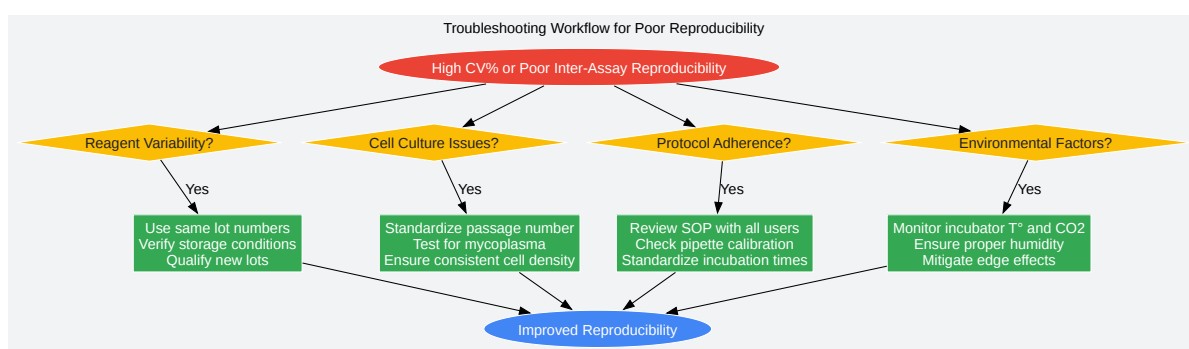 Troubleshooting Workflow for Poor Reproducibility
High CV% or Poor Inter-Assay Reproducibility
Reagent Variability?
Cell Culture Issues?
Protocol Adherence?
Environmental Factors?
Yes
Yes
Yes
Yes
Use same lot numbers
Verify storage conditions
Qualify new lots
Standardize passage number
Test for mycoplasma
Ensure consistent cell density
Review SOP with all users
Check pipette calibration
Standardize incubation times
Monitor incubator T° and CO2
Ensure proper humidity
Mitigate edge effects
Improved Reproducibility